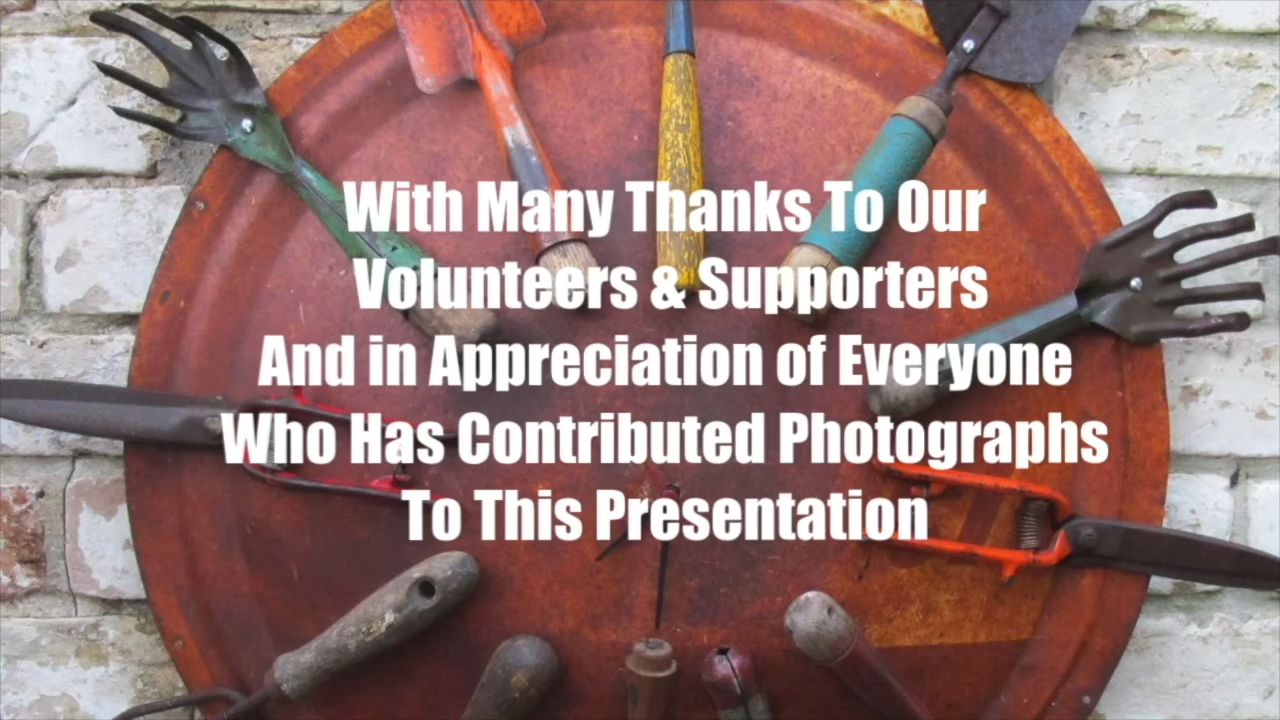 With Many Thanks To Our
Volunteers & Supporters
And in Appreciation of Everyone
Who Has Contributed Photographs
To This Presentation